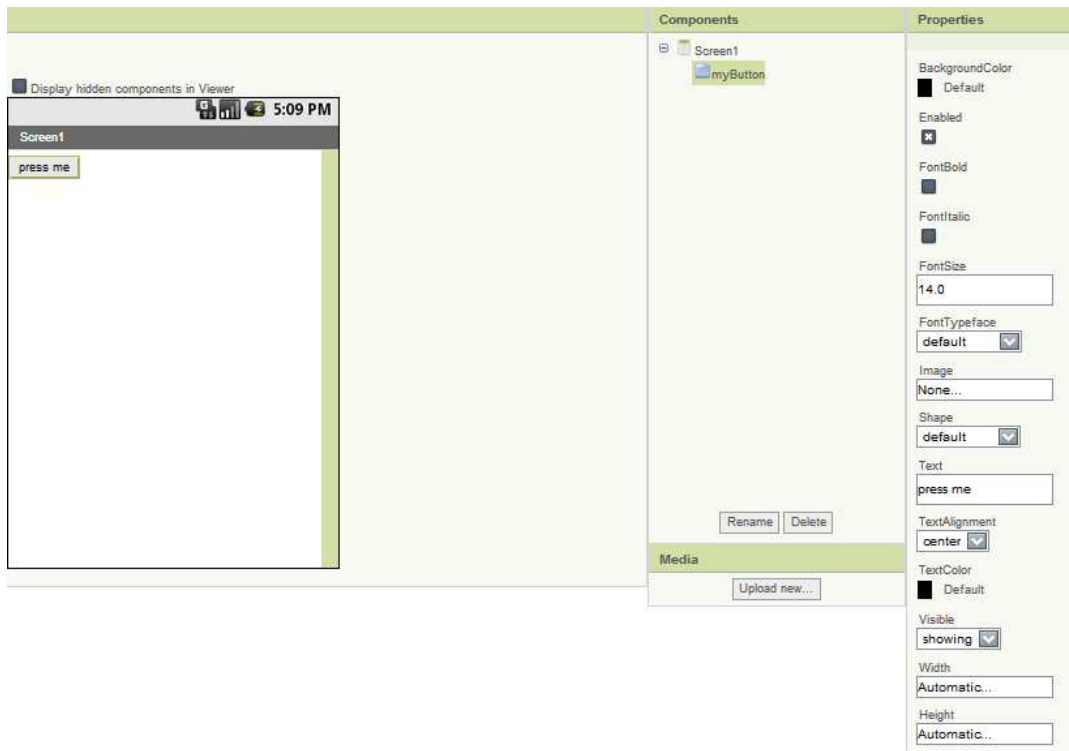 Components
Properties
Display hidden components in Viewer
5:09 PM
Screen1
press me
Screen1
myButton
Rename
Delete
Media
Upload new...
BackgroundColor
Default
Enabled
FontBold
FontItalic
FontSize
14.0
FontTypeface
default
Image
None...
Shape
default
Text
press me
TextAlignment
center
TextColor
Default
Visible
showing
Width
Automatic...
Height
Automatic...